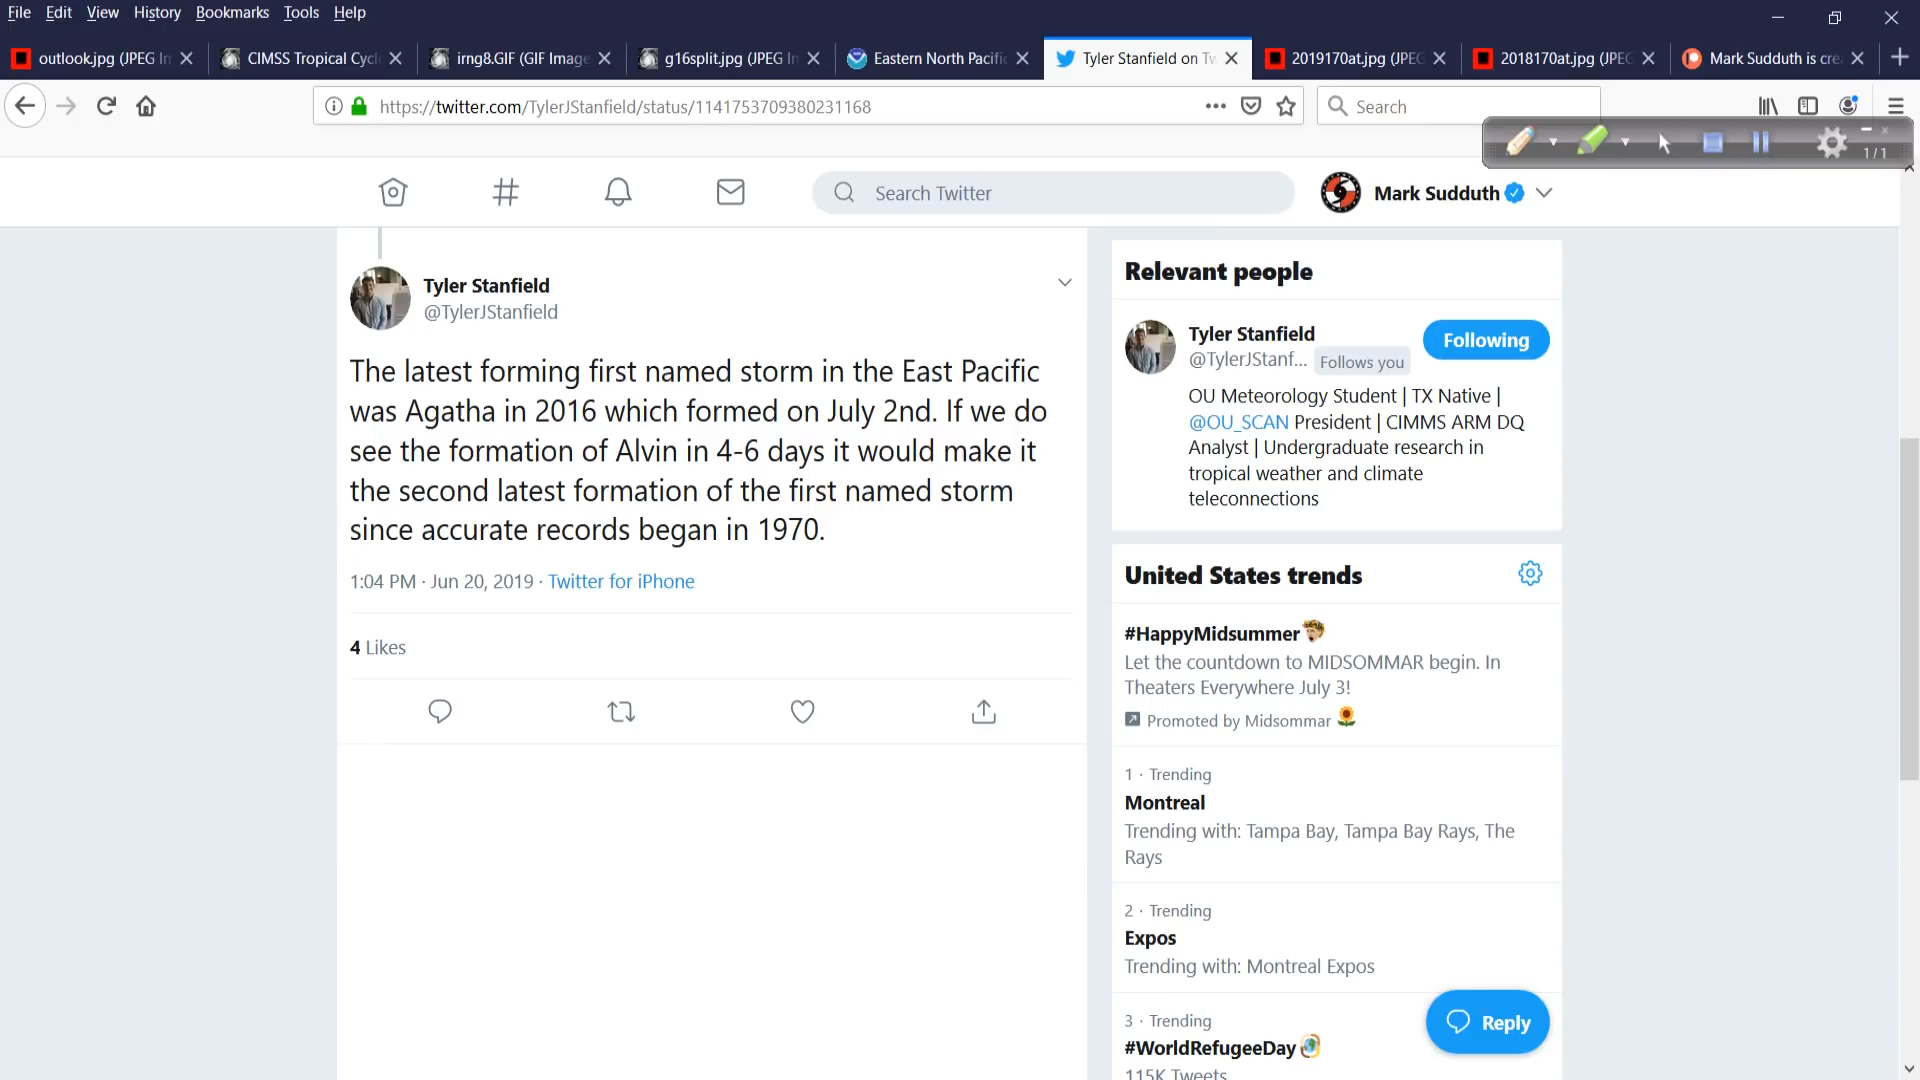 File Edit View History Bookmarks Tools Help
outlook.jpg (JPEG Im
CIMSS Tropical Cycl
irng8.GIF (GIF Image
g16split.jpg (JPEG Im
Eastern North Pacific
Tyler Stanfield on Tw
2019170at.jpg (JPEG
2018170at.jpg (JPEG
Mark Sudduth is crea
https://twitter.com/TylerJStanfield/status/1141753709380231168
Search
1/1
Search Twitter
Mark Sudduth
Tyler Stanfield
@TylerJStanfield
The latest forming first named storm in the East Pacific
was Agatha in 2016 which formed on July 2nd. If we do
see the formation of Alvin in 4-6 days it would make it
the second latest formation of the first named storm
since accurate records began in 1970.
1:04 PM · Jun 20, 2019 · Twitter for iPhone
4 Likes
Relevant people
Tyler Stanfield
@TylerJStanf... Follows you
Following
OU Meteorology Student | TX Native |
@OU_SCAN President | CIMMS ARM DQ
Analyst | Undergraduate research in
tropical weather and climate
teleconnections
United States trends
#HappyMidsummer
Let the countdown to MIDSOMMAR begin. In
Theaters Everywhere July 3!
Promoted by Midsommar
1 · Trending
Montreal
Trending with: Tampa Bay, Tampa Bay Rays, The
Rays
2 · Trending
Expos
Trending with: Montreal Expos
3 · Trending
#WorldRefugeeDay
115K Tweets
Reply